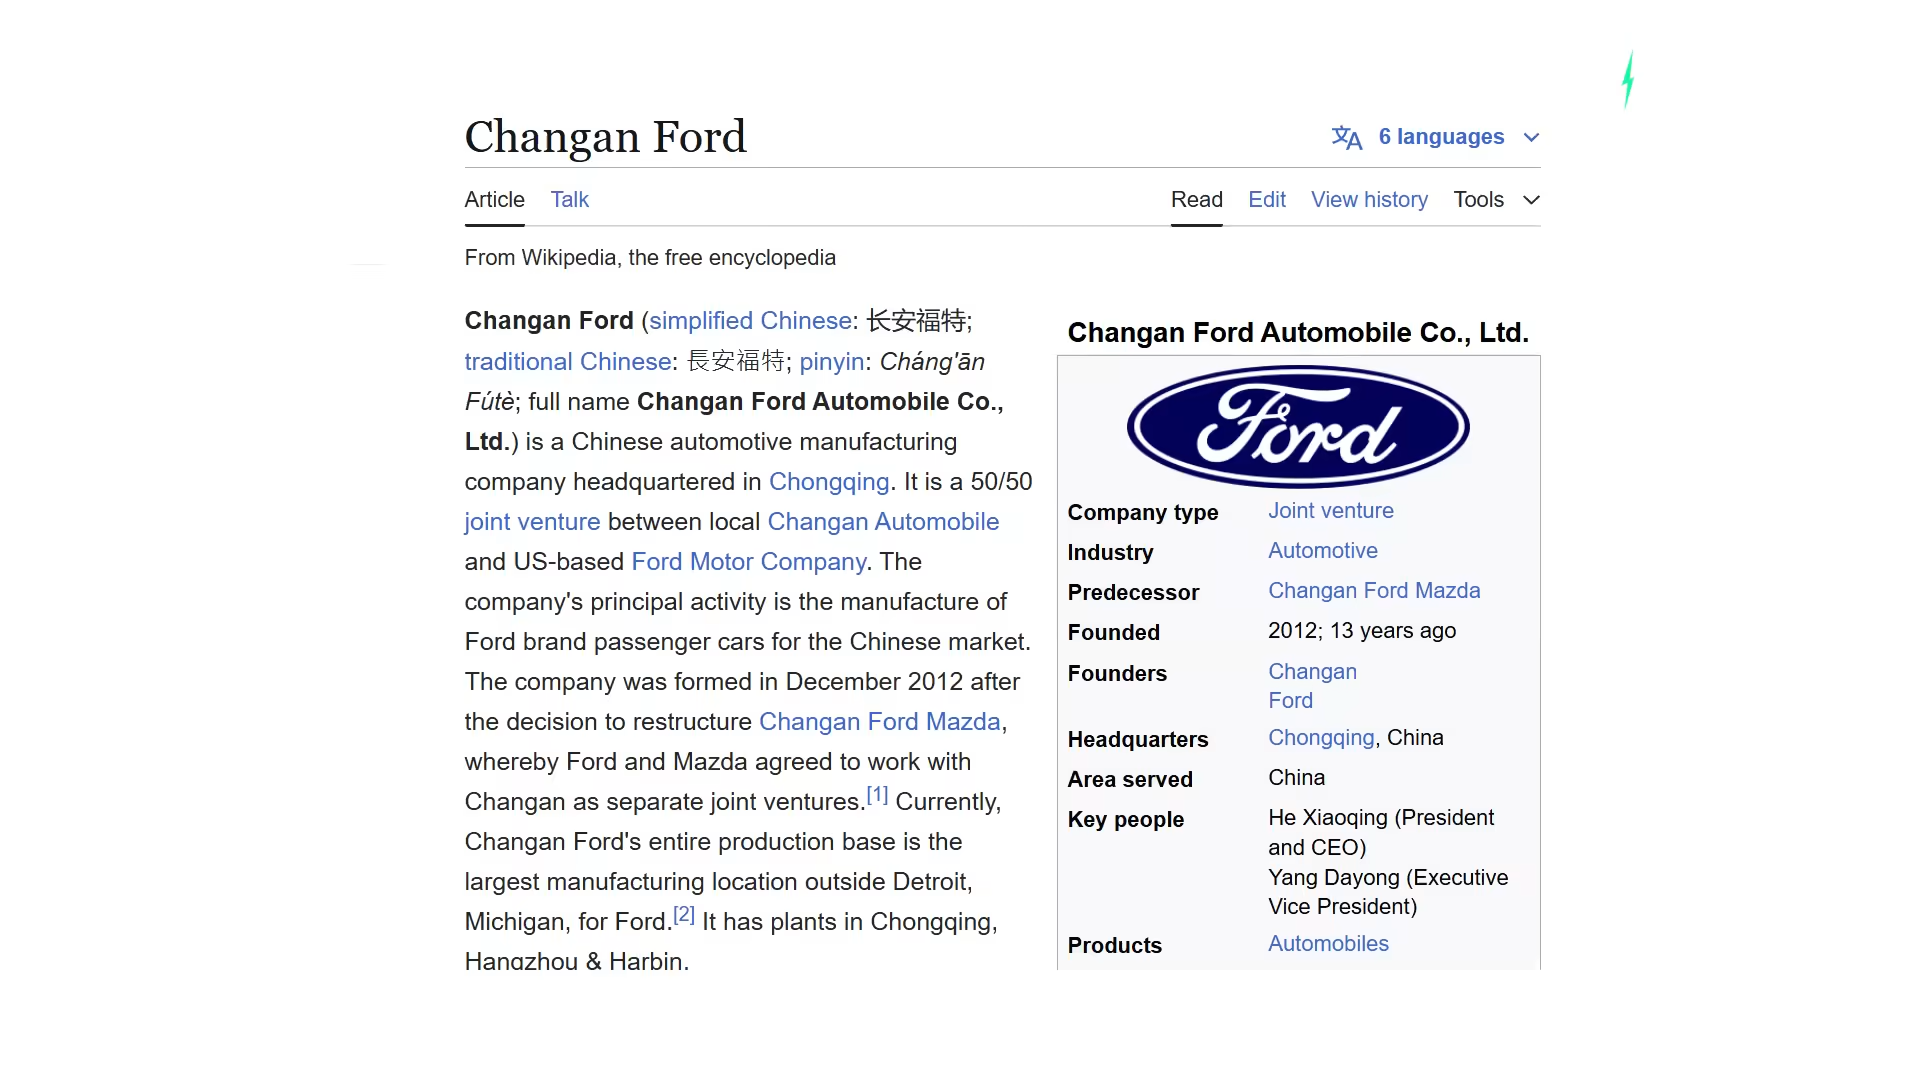 Changan Ford
6 languages
Article Talk
Read Edit View history Tools
From Wikipedia, the free encyclopedia
Changan Ford (simplified Chinese: 长安福特;
traditional Chinese: 長安福特; pinyin: Cháng'ān
Fútè; full name Changan Ford Automobile Co.,
Ltd.) is a Chinese automotive manufacturing
company headquartered in Chongqing. It is a 50/50
joint venture between local Changan Automobile
and US-based Ford Motor Company. The
company's principal activity is the manufacture of
Ford brand passenger cars for the Chinese market.
The company was formed in December 2012 after
the decision to restructure Changan Ford Mazda,
whereby Ford and Mazda agreed to work with
Changan as separate joint ventures.[1] Currently,
Changan Ford's entire production base is the
largest manufacturing location outside Detroit,
Michigan, for Ford.[2] It has plants in Chongqing,
Hangzhou & Harbin.
Changan Ford Automobile Co., Ltd.
Ford
Company type Joint venture
Industry Automotive
Predecessor Changan Ford Mazda
Founded 2012; 13 years ago
Founders Changan
Ford
Headquarters Chongqing, China
Area served China
Key people He Xiaoqing (President
and CEO)
Yang Dayong (Executive
Vice President)
Products Automobiles